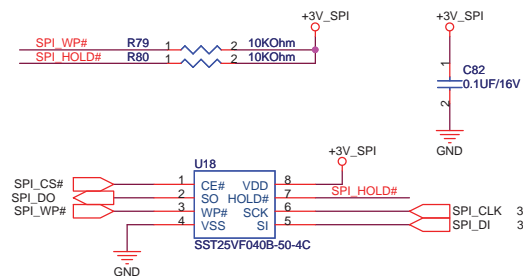 +3V_SPI
+3V_SPI
SPI_WP# R79 1 2 10KOhm
SPI_HOLD# R80 1 2 10KOhm
1
C82
0.1UF/16V
2
GND
U18
+3V_SPI
SPI_CS# 1 CE# VDD 8
SPI_DO 2 SO HOLD# 7 SPI_HOLD#
SPI_WP# 3 WP# SCK 6 SPI_CLK 3
4 VSS SI 5 SPI_DI 3
SST25VF040B-50-4C
GND